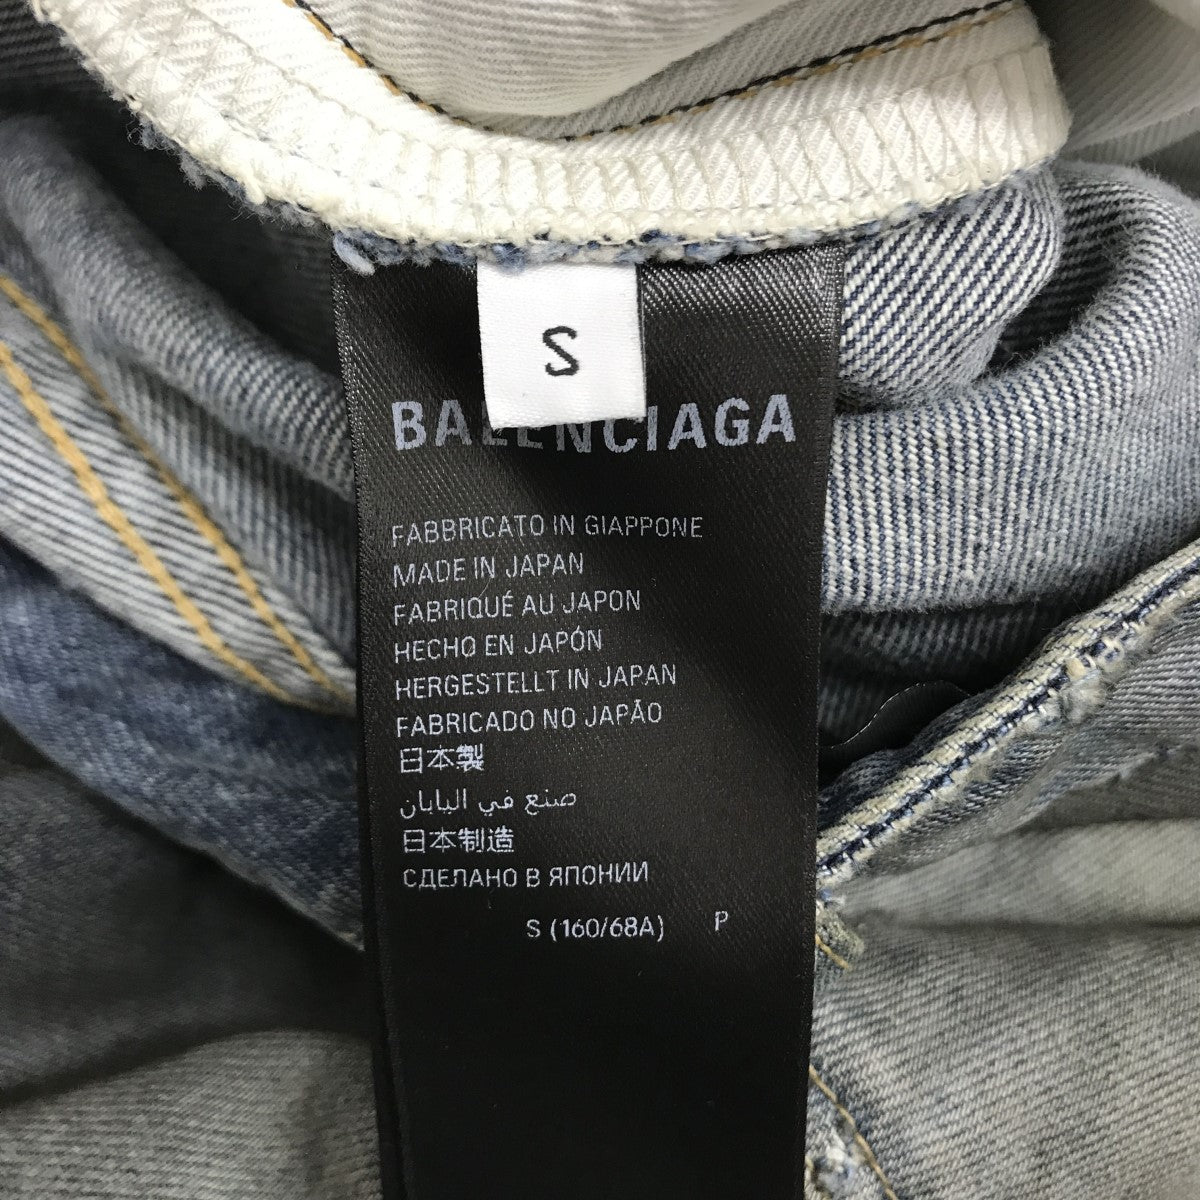 S
BALENCIAGA
FABBRICATO IN GIAPPONE
MADE IN JAPAN
FABRIQUÉ AU JAPON
HECHO EN JAPÓN
HERGESTELLT IN JAPAN
FABRICADO NO JAPÃO
日本製
صنع في اليابان
日本制造
СДЕЛАНО В ЯПОНИИ
S (160/68A) P